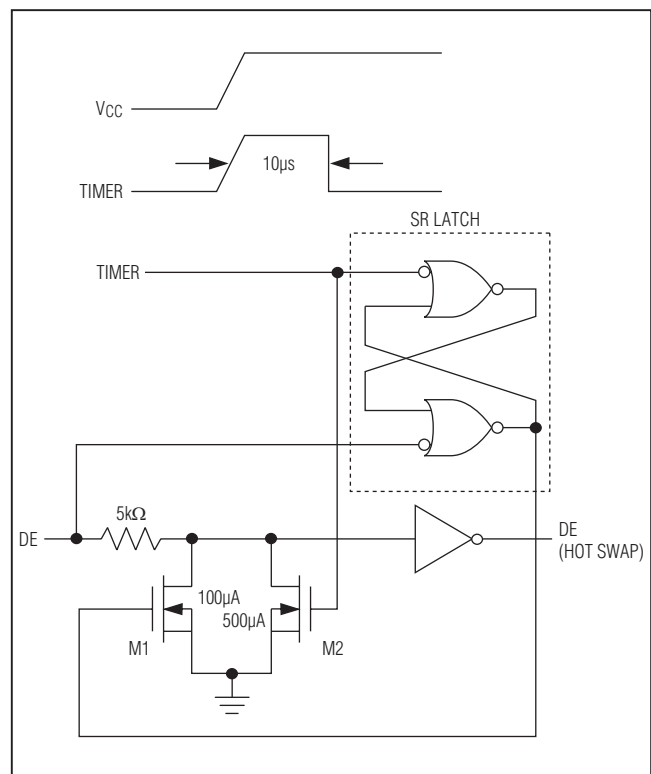 VCC
10μs
TIMER
SR LATCH
TIMER
5kΩ
DE
DE
(HOT SWAP)
100μA
500μA
M1
M2